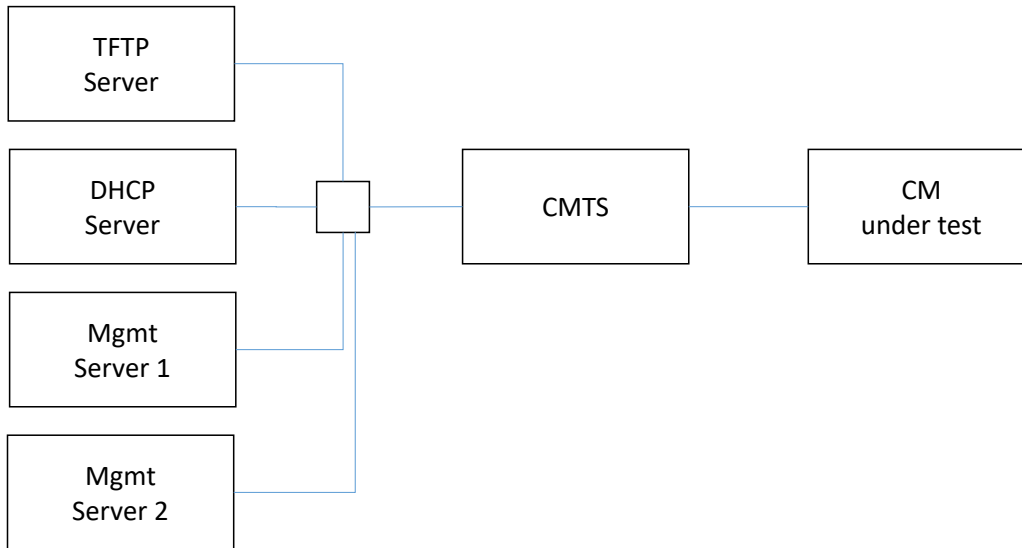 TFTP
Server
DHCP
Server
CMTS
CM
under test
Mgmt
Server 1
Mgmt
Server 2